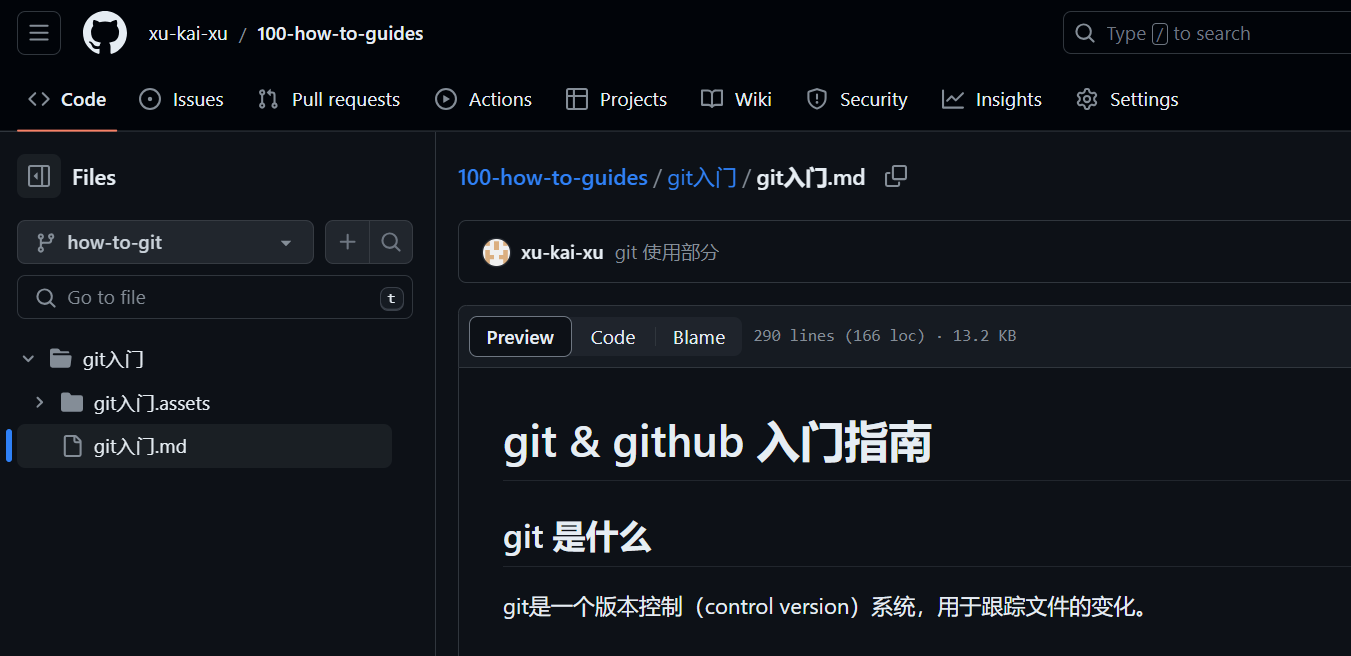 xu-kai-xu / 100-how-to-guides
Type / to search
Code Issues Pull requests Actions Projects Wiki Security Insights Settings
Files
how-to-git
Go to file t
git入门
git入门.assets
git入门.md
100-how-to-guides / git入门 / git入门.md
xu-kai-xu git 使用部分
Preview Code Blame 290 lines (166 loc) · 13.2 KB
git & github 入门指南
git 是什么
git是一个版本控制（control version）系统，用于跟踪文件的变化。